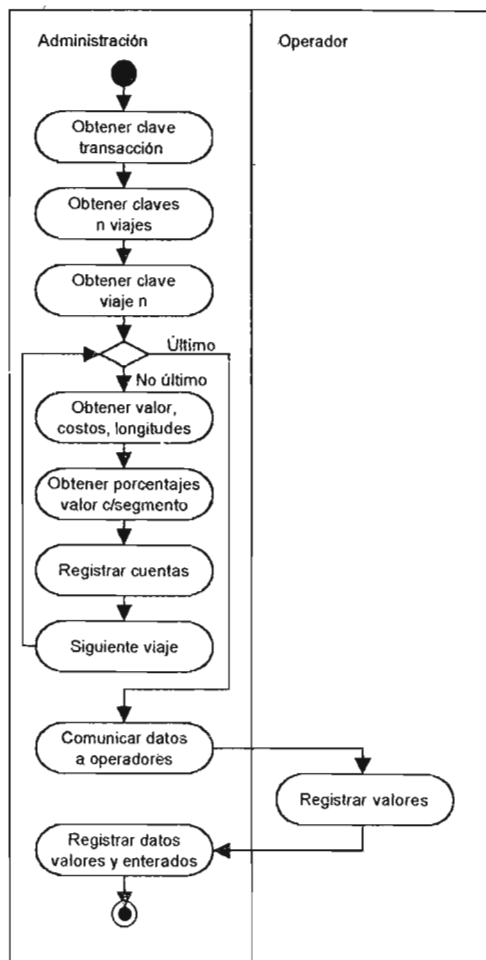 Administración
Operador
Obtener clave
transacción
Obtener claves
n viajes
Obtener clave
viaje n
Último
No último
Obtener valor,
costos, longitudes
Obtener porcentajes
valor c/segmento
Registrar cuentas
Siguiente viaje
Comunicar datos
a operadores
Registrar valores
Registrar datos
valores y enterados